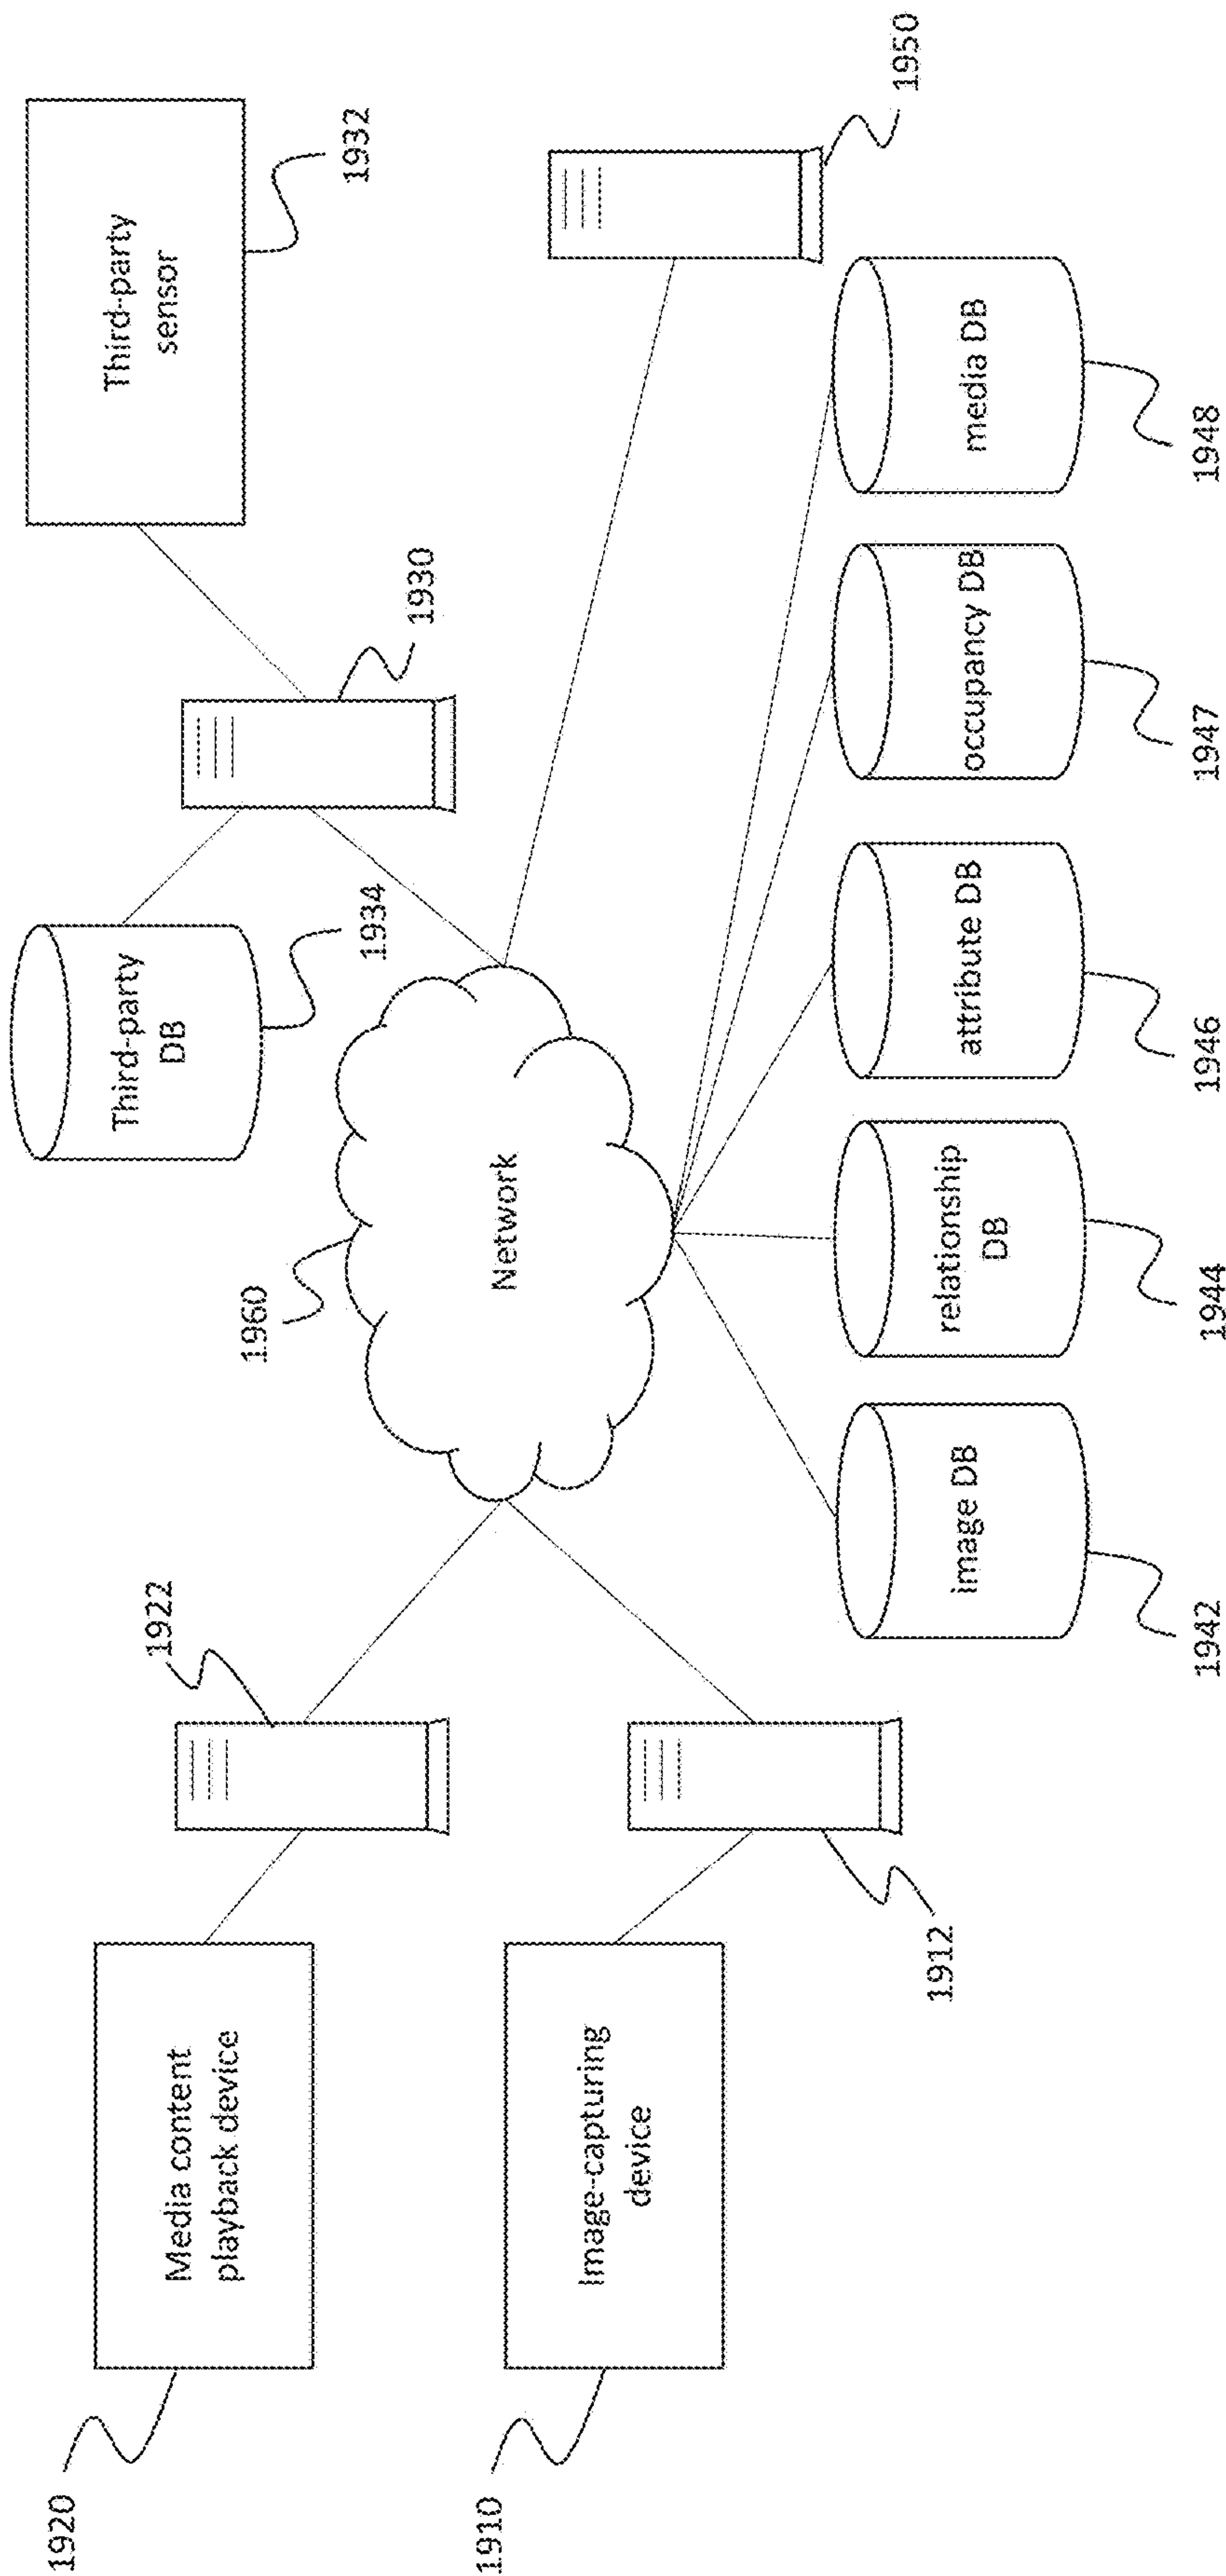 1920
Media content
playback device
1922
Third-party
DB
1934
1930
Third-party
sensor
1932
1960
Network
1910
Image-capturing
device
1912
1950
image DB
1942
relationship
DB
1944
attribute DB
1946
occupancy DB
1947
media DB
1948